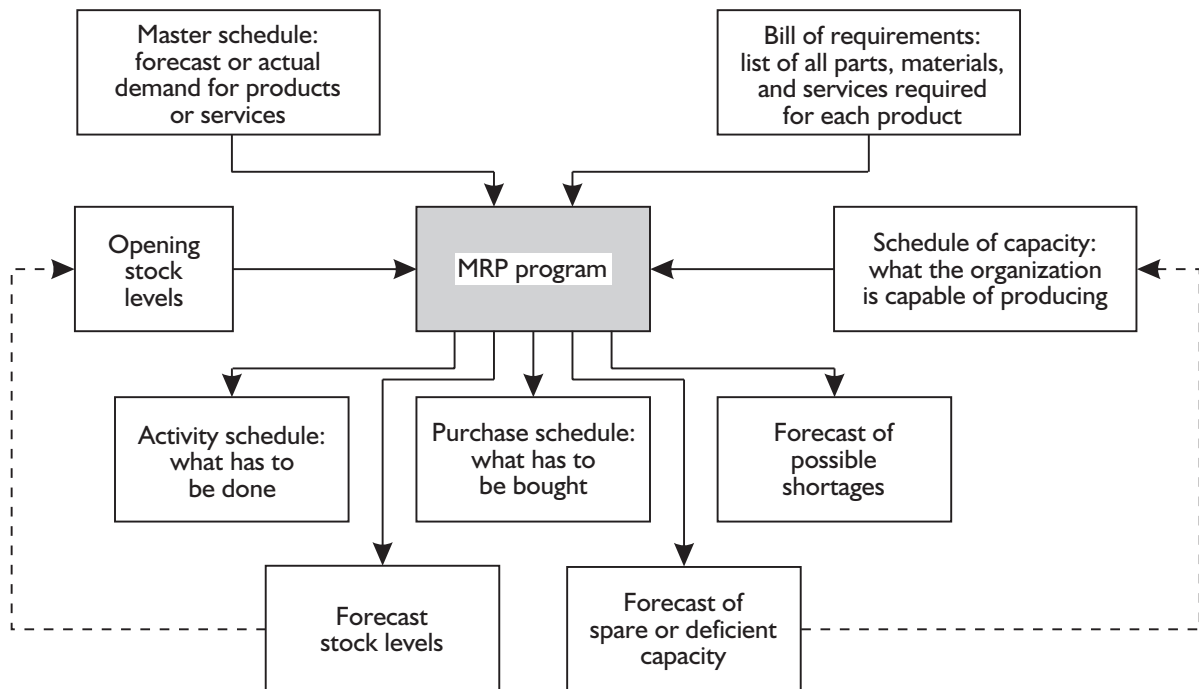 Master schedule:
forecast or actual
demand for products
or services
Bill of requirements:
list of all parts, materials,
and services required
for each product
Opening
stock
levels
MRP program
Schedule of capacity:
what the organization
is capable of producing
Activity schedule:
what has to
be done
Purchase schedule:
what has to
be bought
Forecast of
possible
shortages
Forecast
stock levels
Forecast of
spare or deficient
capacity